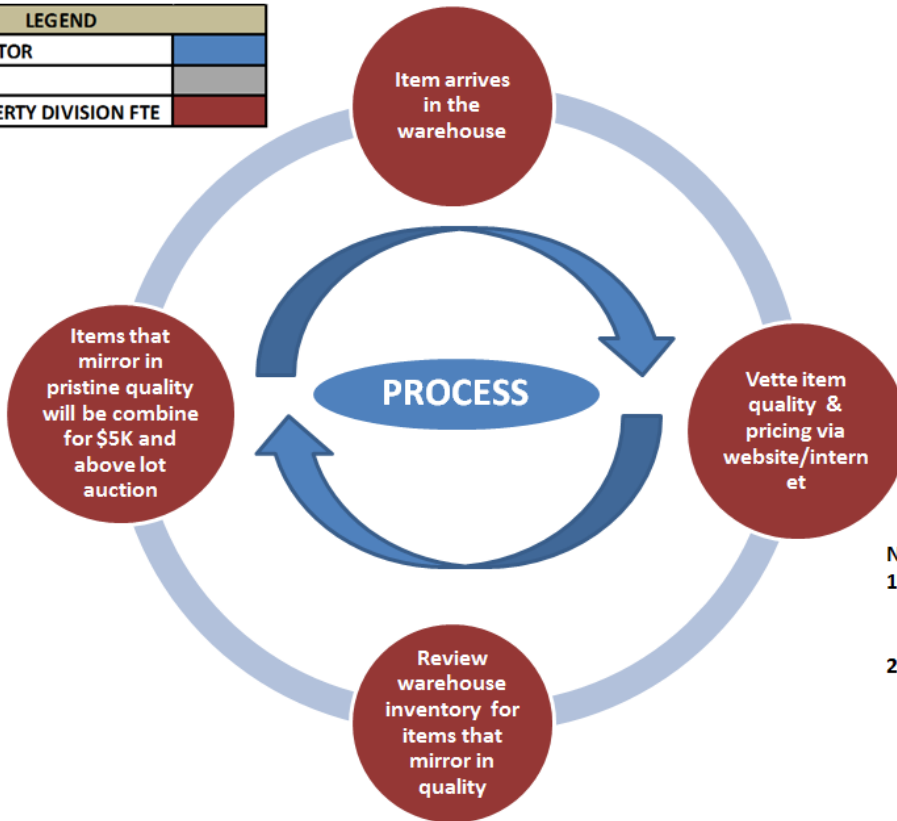 LEGEND
TOR
ERTY DIVISION FTE
Item arrives
in the
warehouse
Items that
mirror in
pristine quality
will be combine
for $5K and
above lot
auction
PROCESS
Vette item
quality & 
pricing via
website/intern
et
N
1
2
Review
warehouse
inventory for
items that
mirror in
quality